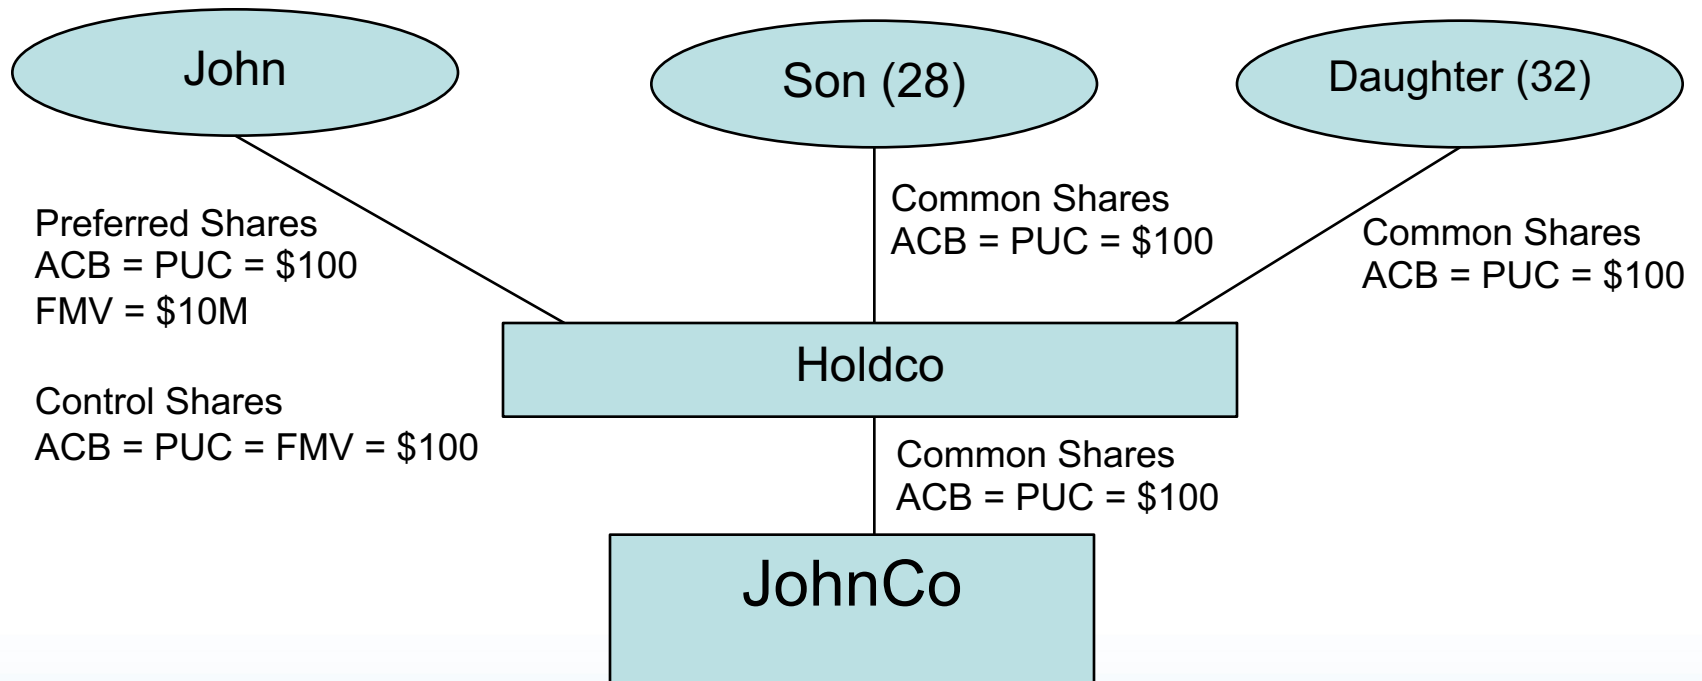 John
Son (28)
Daughter (32)
Preferred Shares
ACB = PUC = $100
FMV = $10M
Control Shares
ACB = PUC = FMV = $100
Common Shares
ACB = PUC = $100
Common Shares
ACB = PUC = $100
Holdco
Common Shares
ACB = PUC = $100
JohnCo